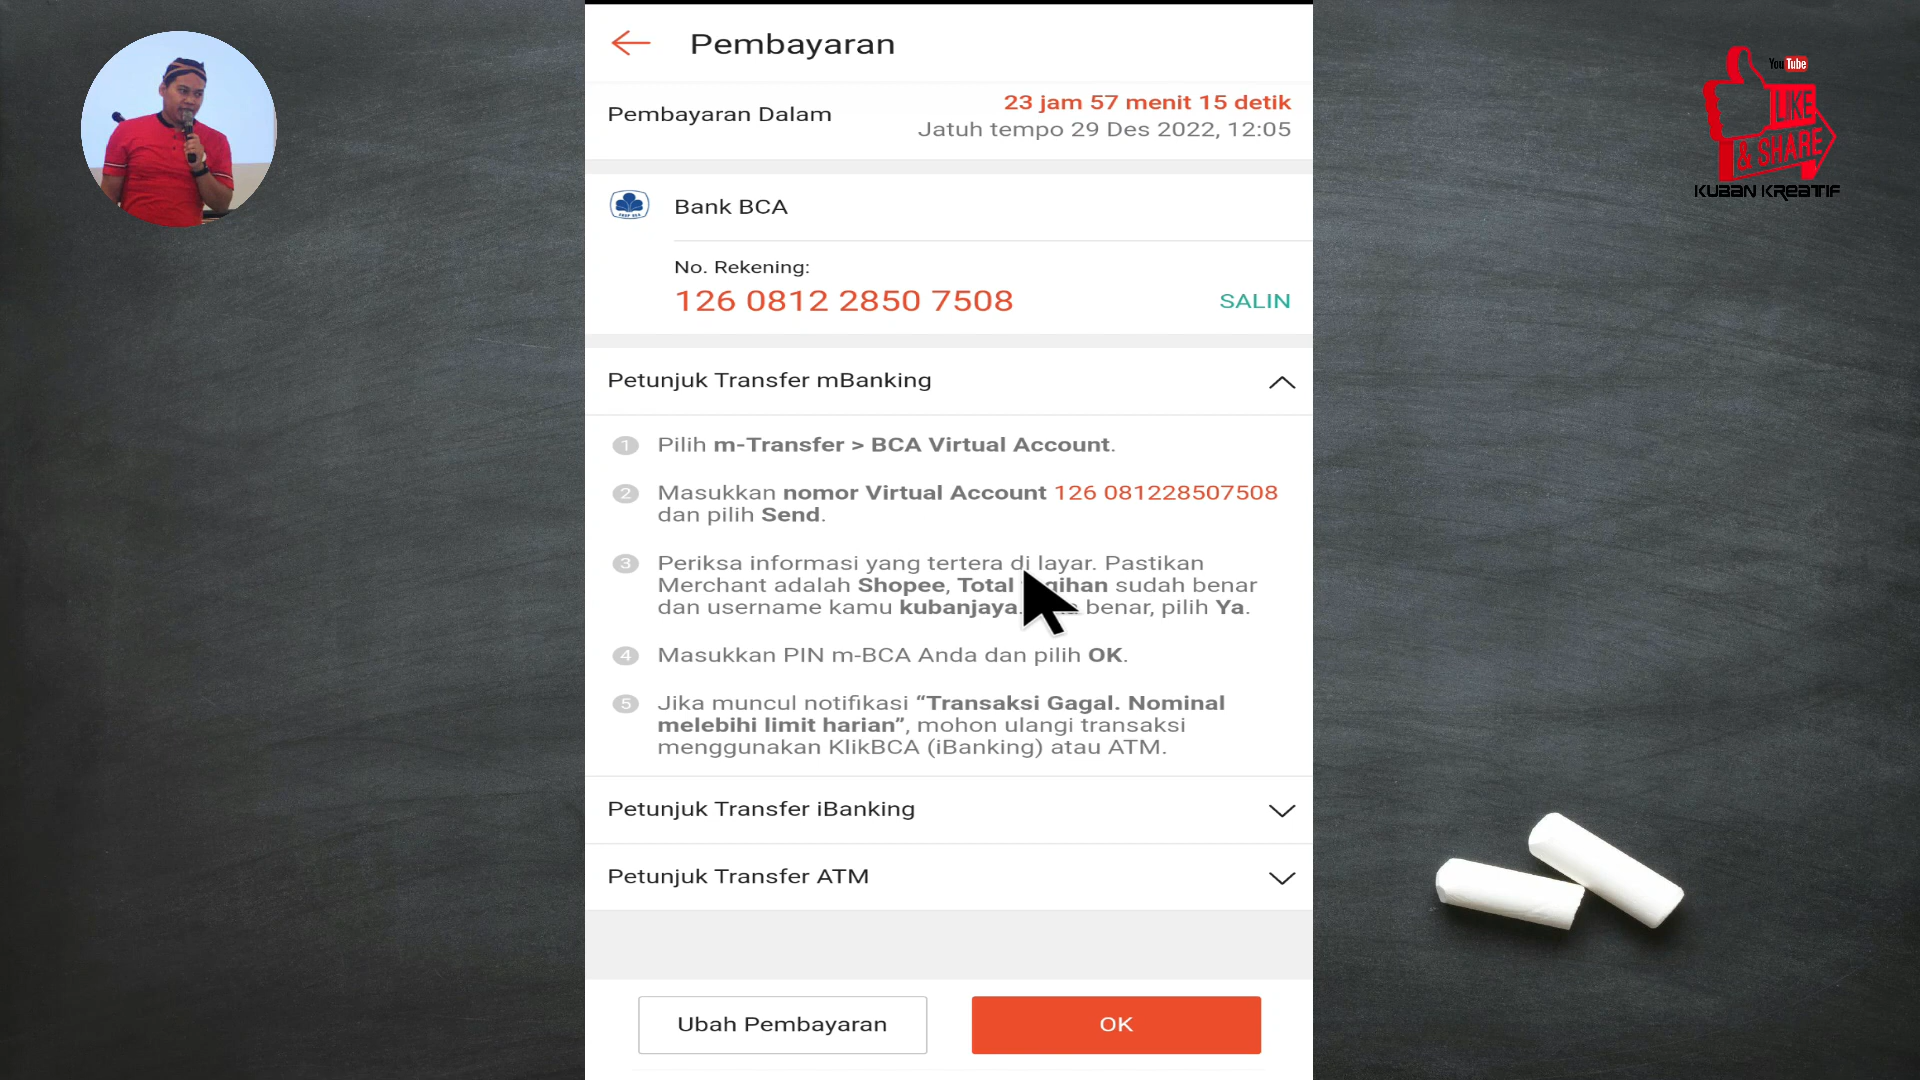 Pembayaran
Pembayaran Dalam
23 jam 57 menit 15 detik
Jatuh tempo 29 Des 2022, 12:05
Bank BCA
No. Rekening:
126 0812 2850 7508
SALIN
Petunjuk Transfer mBanking
1 Pilih m-Transfer > BCA Virtual Account.
2 Masukkan nomor Virtual Account 126 081228507508
dan pilih Send.
3 Periksa informasi yang tertera di layar. Pastikan
Merchant adalah Shopee, Total sudah benar
dan username kamu kubanjaya. benar, pilih Ya.
4 Masukkan PIN m-BCA Anda dan pilih OK.
5 Jika muncul notifikasi “Transaksi Gagal. Nominal
melebihi limit harian”, mohon ulangi transaksi
menggunakan KlikBCA (iBanking) atau ATM.
Petunjuk Transfer iBanking
Petunjuk Transfer ATM
Ubah Pembayaran
OK
YouTube
LIKE
& SHARE
KUBAN KREATIF